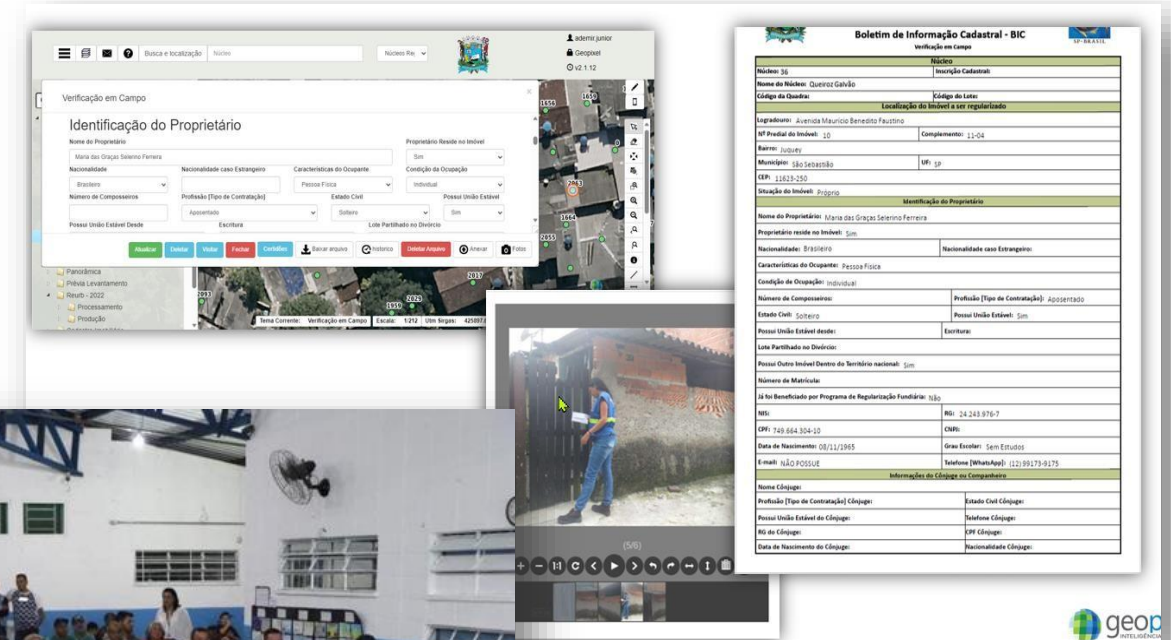 Busca e localização
Núcleo
Núcleos Re
ademir.junior
Geopixel
v2.1.12
Verificação em Campo
×
Identificação do Proprietário
Nome do Proprietário
Proprietário Reside no Imóvel
Maria das Graças Selerino Ferreira
Sim
Nacionalidade
Nacionalidade caso Estrangeiro
Características do Ocupante
Condição da Ocupação
Brasileiro
Pessoa Física
Individual
Número de Composseiros
Profissão [Tipo de Contratação]
Estado Civil
Possui União Estável
Aposentado
Solteiro
Sim
Possui União Estável Desde
Escritura
Lote Partilhado no Divórcio
Atualizar
Deletar
Visitar
Fechar
Certidões
Baixar arquivo
histórico
Deletar Arquivo
Anexar
Fotos
1656
1659
2063
1664
2055
2017
2093
1959
2029
Panorâmica
Prévia Levantamento
Reurb - 2022
Processamento
Produção
Tema Corrente: Verificação em Campo
Escala: 1:212
Utm Sirgas:
(5/6)
1:1
Boletim de Informação Cadastral - BIC
Verificação em Campo
SP-BRASIL
Núcleo
Núcleo: 56
Inscrição Cadastral:
Nome do Núcleo: Queiroz Galvão
Código da Quadra:
Código do Lote:
Localização do Imóvel a ser regularizado
Logradouro: Avenida Mauricio Benedito Faustino
Nº Predial do Imóvel: 10
Complemento: 11-04
Bairro: Juquey
Município: São Sebastião
UF: SP
CEP: 11623-250
Situação do Imóvel: Próprio
Identificação do Proprietário
Nome do Proprietário: Maria das Graças Selerino Ferreira
Proprietário reside no Imóvel: Sim
Nacionalidade: Brasileiro
Nacionalidade caso Estrangeiro:
Características do Ocupante: Pessoa Física
Condição de Ocupação: Individual
Número de Composseiros:
Profissão [Tipo de Contratação]: Aposentado
Estado Civil: Solteiro
Possui União Estável: Sim
Possui União Estável desde:
Escritura:
Lote Partilhado no Divórcio:
Possui Outro Imóvel Dentro do Território nacional: Sim
Número de Matrícula:
Já foi Beneficiado por Programa de Regularização Fundiária: Não
NIS:
RG: 24.243.976-7
CPF: 749.664.304-10
CNPJ:
Data de Nascimento: 08/11/1965
Grau Escolar: Sem Estudos
E-mail: NÃO POSSUE
Telefone [WhatsApp]: (12) 99173-9175
Informações do Cônjuge ou Companheiro
Nome Cônjuge:
Profissão [Tipo de Contratação] Cônjuge:
Estado Civil Cônjuge:
Possui União Estável do Cônjuge:
Telefone Cônjuge:
RG do Cônjuge:
CPF Cônjuge:
Data de Nascimento do Cônjuge:
Nacionalidade Cônjuge:
geop
INTELIGÊNCIA